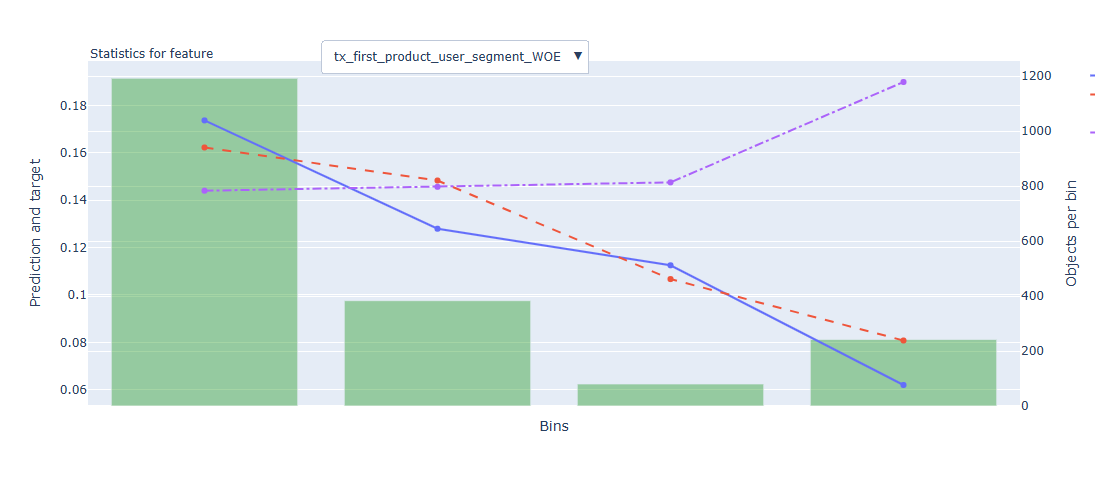 Statistics for feature
tx_first_product_user_segment_WOE ▼
Prediction and target
0.18
0.16
0.14
0.12
0.1
0.08
0.06
1200
1000
800
600
400
200
0
Objects per bin
Bins